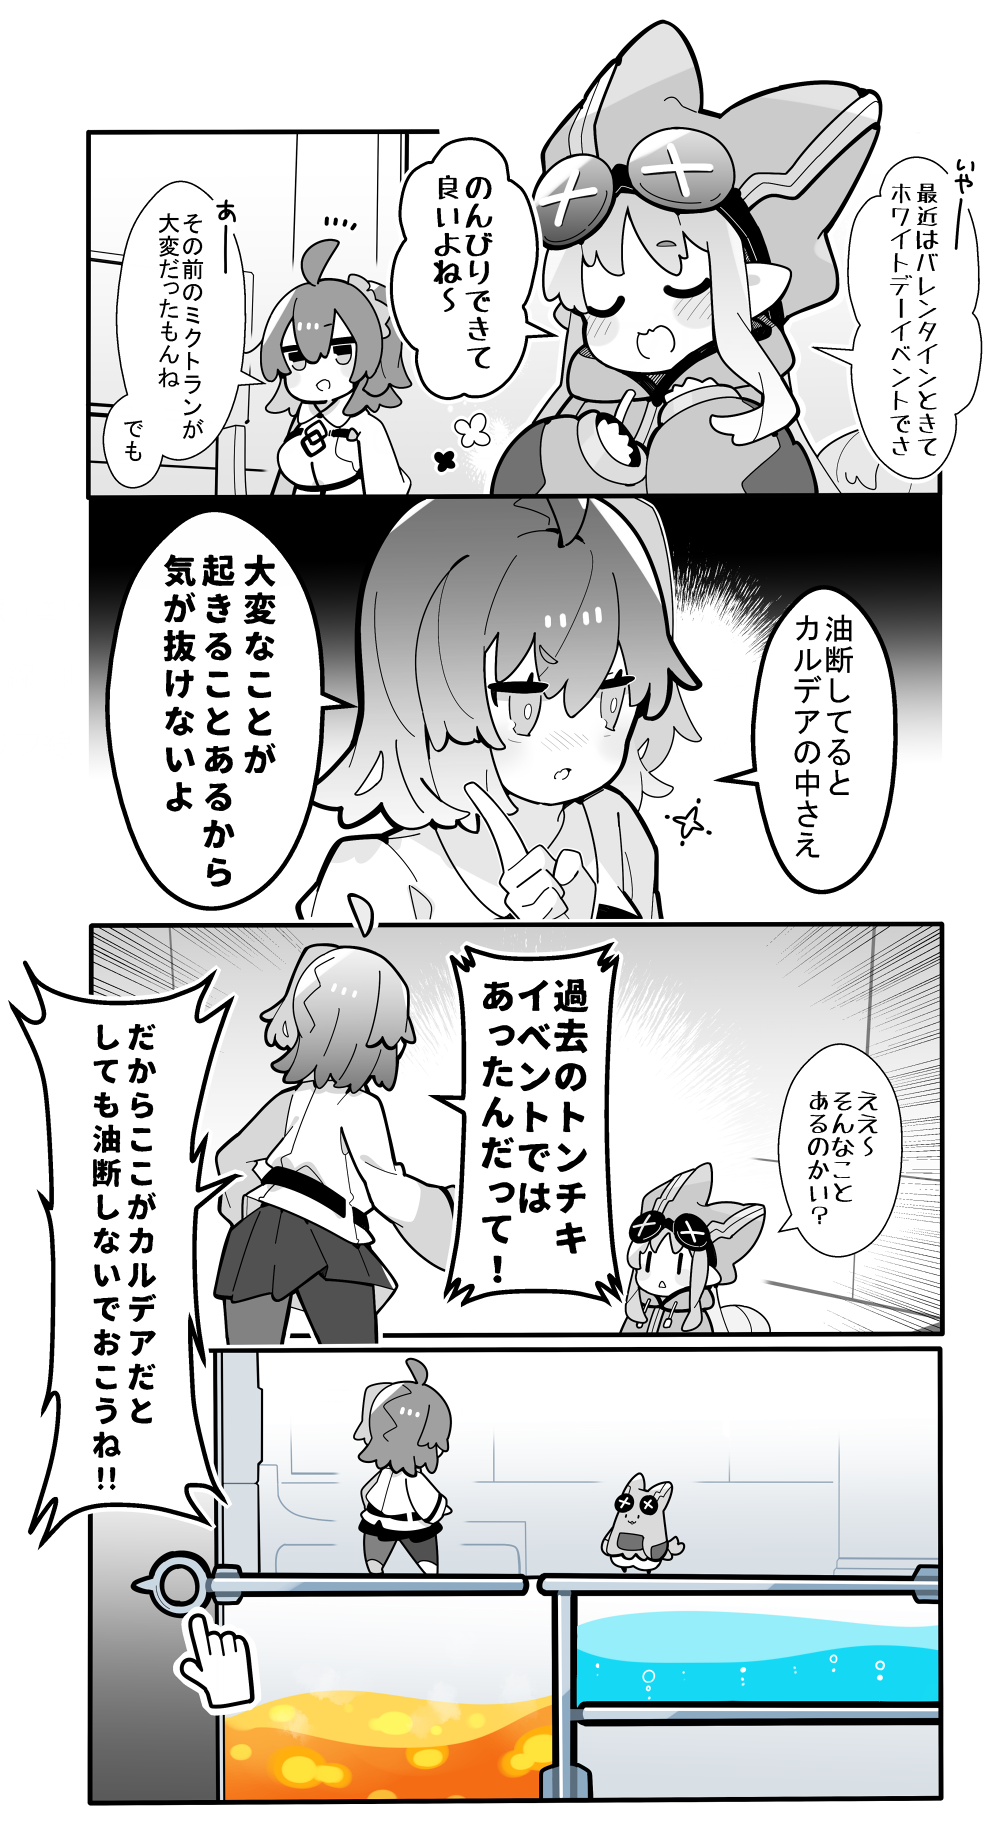 いやー
最近はバレンタインときて
ホワイトデーイベントでさ
のんびりできて
良いよね～
あー
その前のミクトランが
大変だったもんね
でも
油断してると
カルデアの中さえ
大変なことが
起きることとあるから
気が抜けないよ
ええ～
そんなこと
あるのかい？
過去のトンチキ
イベントでは
あったんだって！
だからここがカルデアだと
しても油断しないでおこうね!!